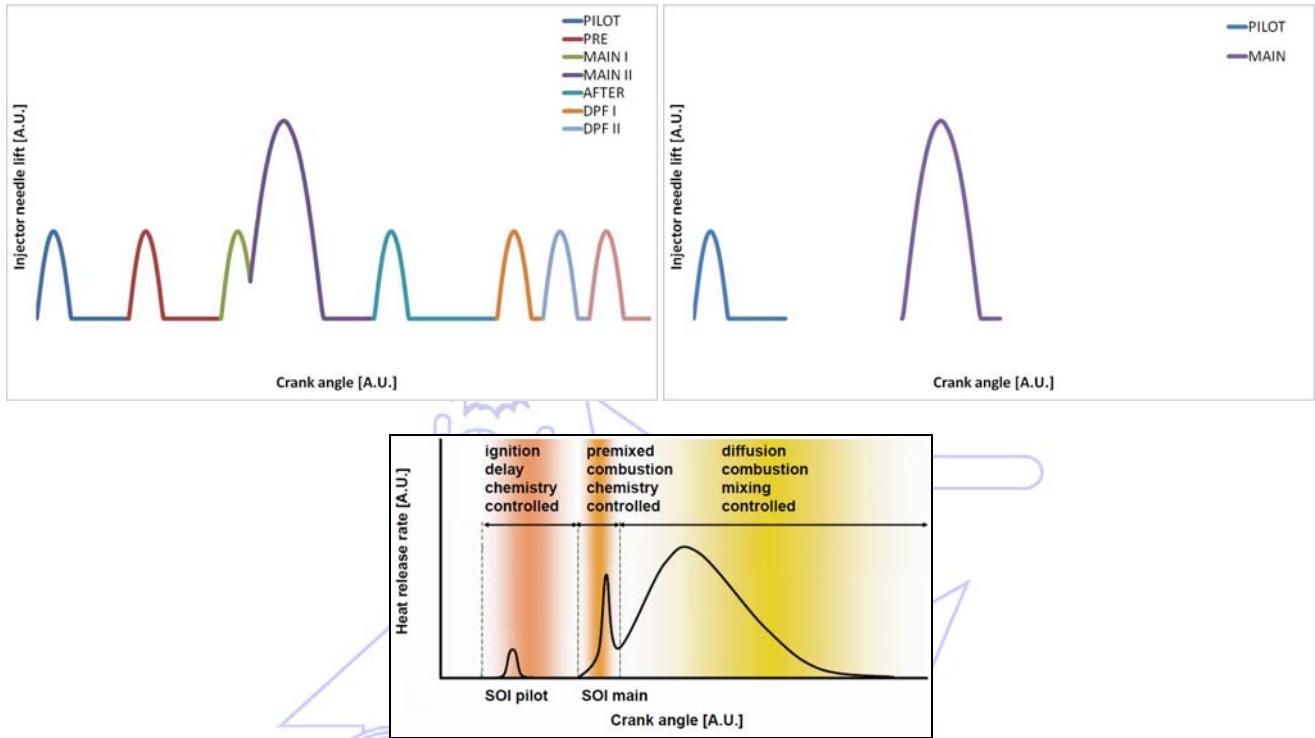 PILOT
PRE
MAIN I
MAIN II
AFTER
DPF I
DPF II
Injector needle lift [A.U.]
Crank angle [A.U.]
PILOT
MAIN
Injector needle lift [A.U.]
Crank angle [A.U.]
ignition
delay
chemistry
controlled
premixed
combustion
chemistry
controlled
diffusion
combustion
mixing
controlled
Heat release rate [A.U.]
SOI pilot
SOI main
Crank angle [A.U.]